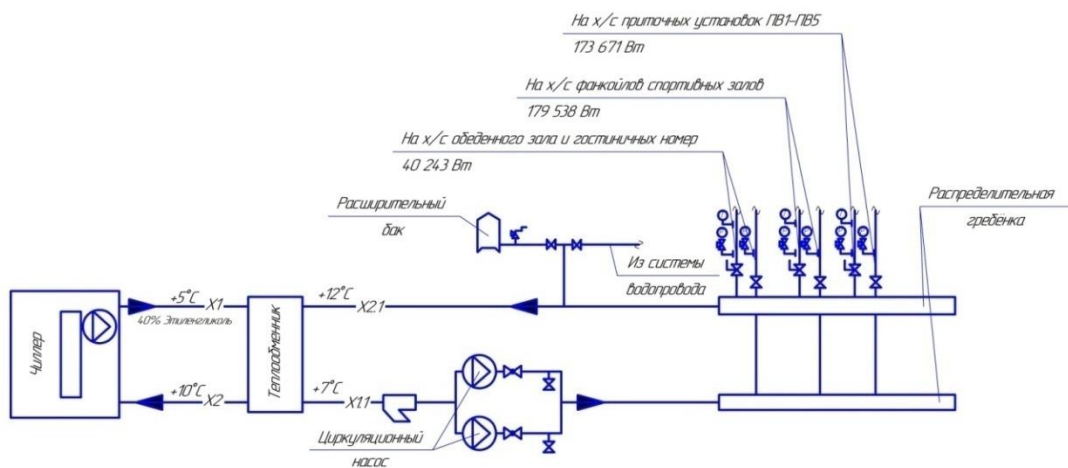 На х/с приточных установок ПВ1-ПВ5
173 671 Вт
На х/с фанкойлов спортивных залов
179 538 Вт
На х/с обеденного зала и гостиничных номер
40 243 Вт
Расширительный
бак
Распределительная
гребёнка
Из системы
водопровода
Чиллер
+5°C
X1
40% Этиленгликоль
Теплообменник
+12°C
X2.1
+10°C
X2
+7°C
X1.1
Циркуляционный
насос